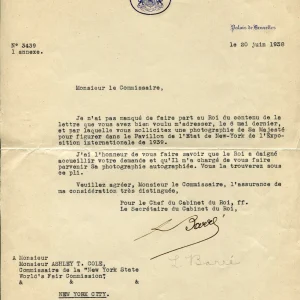 Palais de Bruxelles
N° 3439
1 annexe.
le 20 juin 1938
Monsieur le Commissaire,
Je n'ai pas manqué de faire part au Roi du contenu de la
lettre que vous avez bien voulu m'adresser, le 6 mai dernier,
et par laquelle vous sollicitez une photographie de Sa Majesté
pour figurer dans le Pavillon de l'Etat de New-York de l'Expo-
sition internationale de 1939.
J'ai l'honneur de vous faire savoir que le Roi a daigné
accueillir votre demande et qu'Il m'a chargé de vous faire
parvenir Sa photographie autographiée. Vous la trouverez sous
ce pli.
Veuillez agréer, Monsieur le Commissaire, l'assurance de
ma considération très distinguée,
Pour le Chef du Cabinet du Roi, ff.
Le Secrétaire du Cabinet du Roi,
Barré
L. Barré
A Monsieur
Monsieur ASHLEY T. COLE,
Commissaire de la "New York State
World's Fair Commission"
NEW YORK CITY.